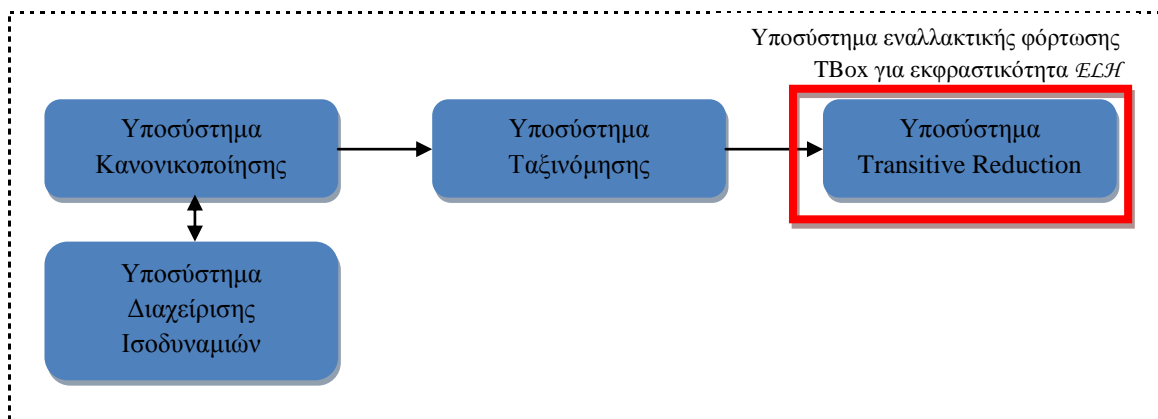 Υποσύστημα εναλλακτικής φόρτωσης
TBox για εκφραστικότητα ℰℒℋ
Υποσύστημα
Κανονικοποίησης
Υποσύστημα
Ταξινόμησης
Υποσύστημα
Transitive Reduction
Υποσύστημα
Διαχείρισης
Ισοδυναμιών